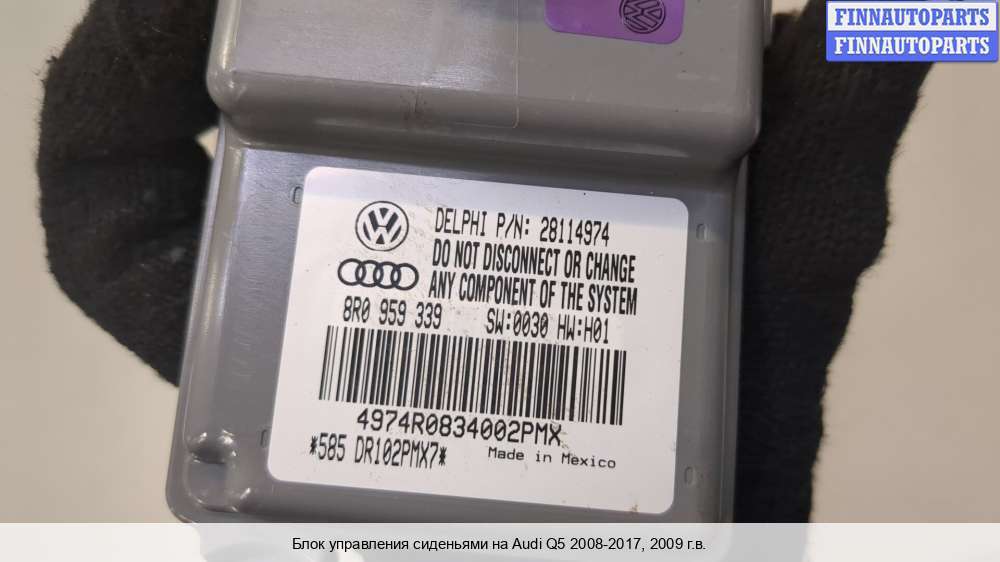 FINNAUTOPARTS
FINNAUTOPARTS
DELPHI P/N: 28114974
DO NOT DISCONNECT OR CHANGE
ANY COMPONENT OF THE SYSTEM
8R0 959 339 SW:0030 HW:H01
4974R0834002PMX
*585 DR102PMX7*
Made in Mexico
Блок управления сиденьями на Audi Q5 2008-2017, 2009 г.в.